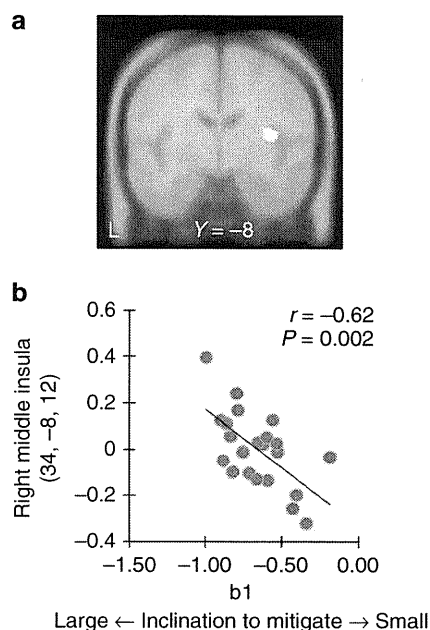 a
L
Y = −8
b
r = −0.62
P = 0.002
Right middle insula
(34, −8, 12)
0.6
0.4
0.2
0
−0.2
−0.4
−1.50 −1.00 −0.50 0.00
b1
Large ← Inclination to mitigate → Small